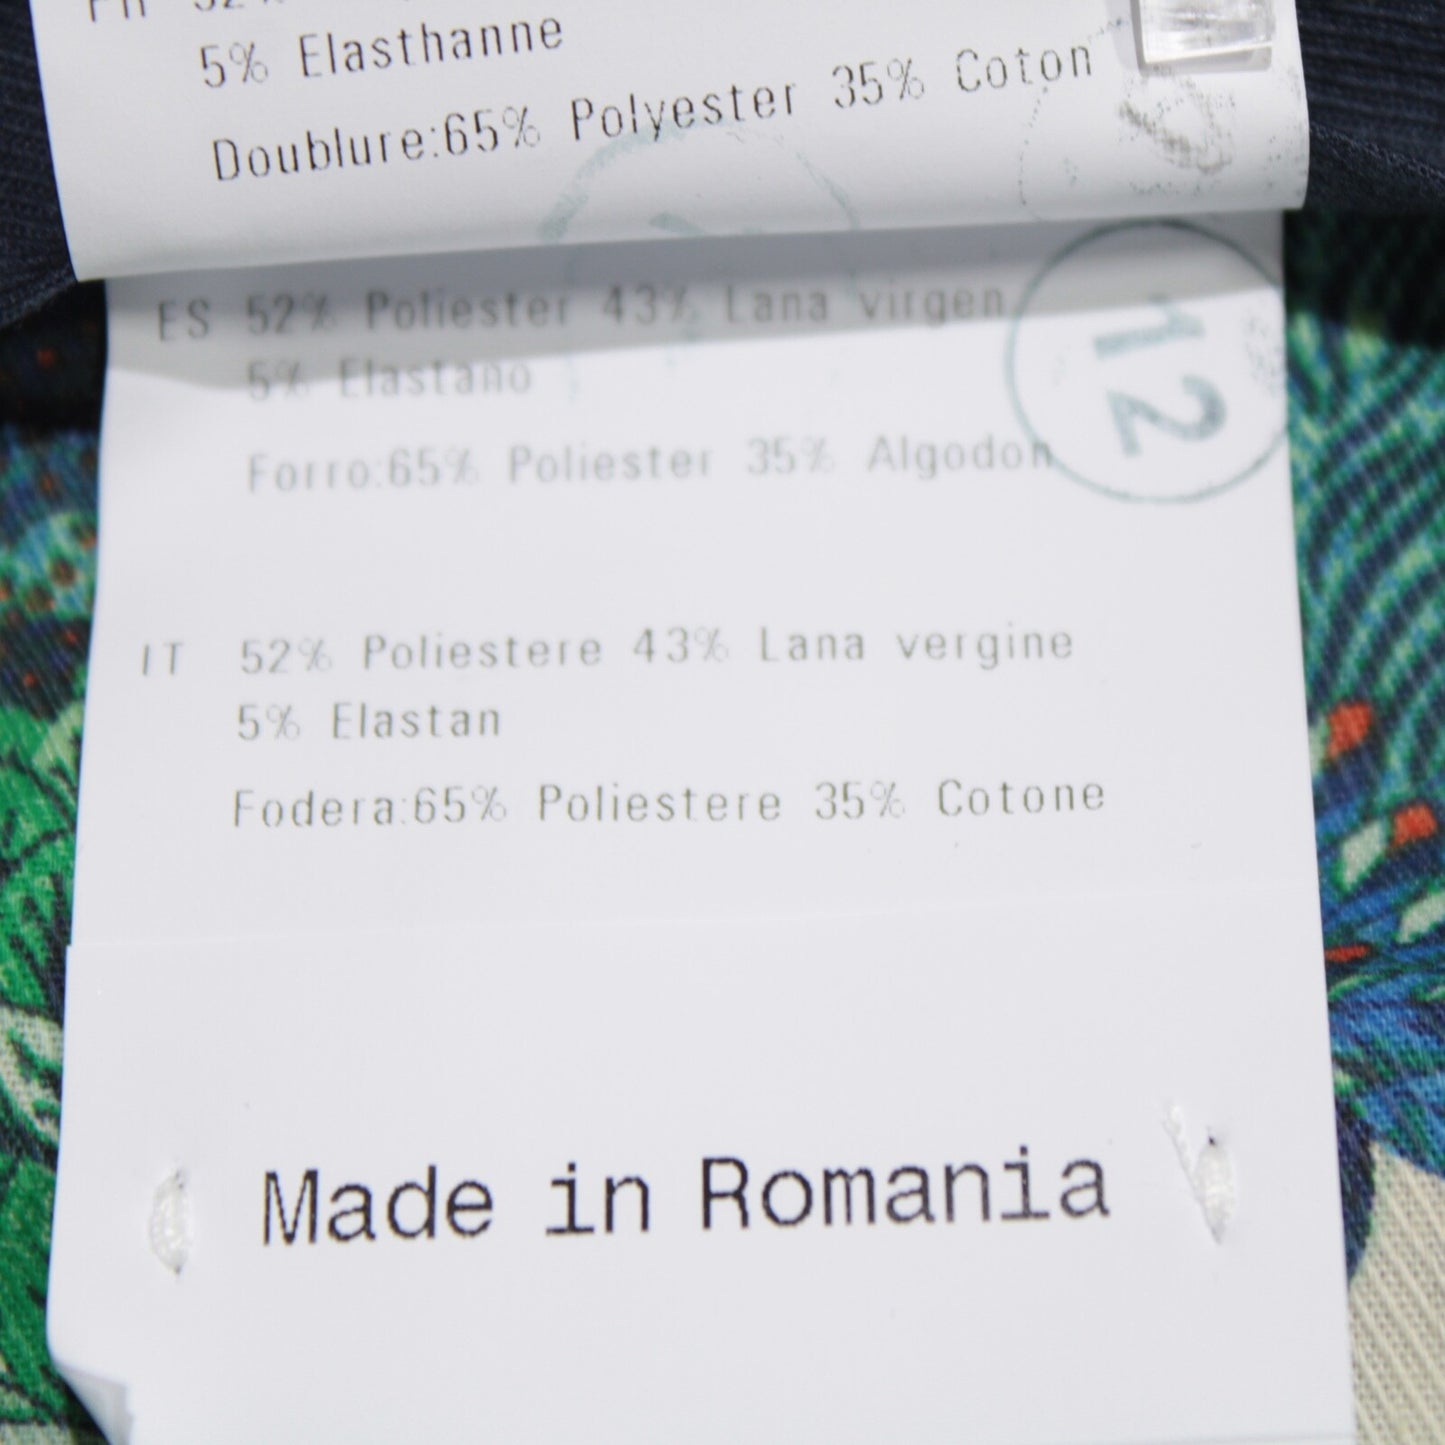 5% Elasthanne
Doublure:65% Polyester 35% Coton
ES 52% Poliester 43% Lana virgen
5% Elastano
Forro:65% Poliester 35% Algodon
12
IT 52% Poliestere 43% Lana vergine
5% Elastan
Fodera:65% Poliestere 35% Cotone
Made in Romania